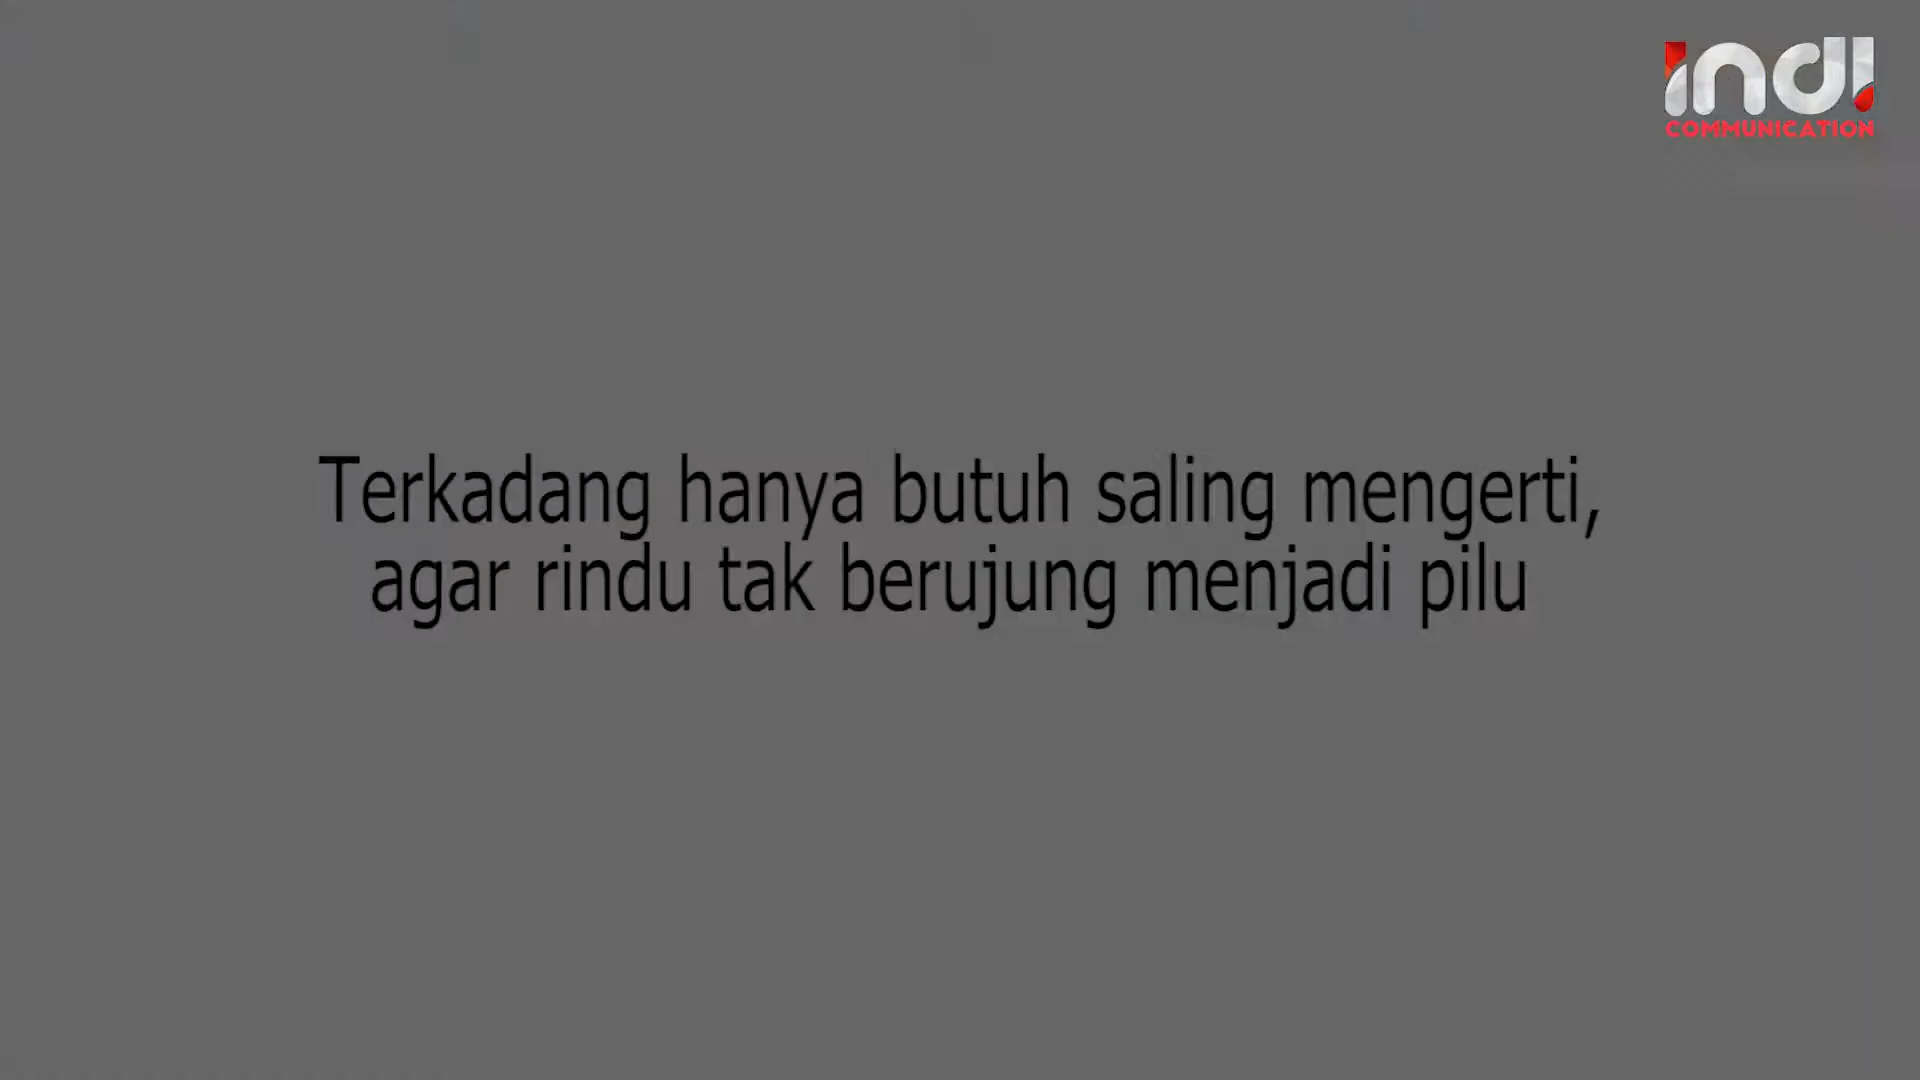 indi
COMMUNICATION
Terkadang hanya butuh saling mengerti,
agar rindu tak berujung menjadi pilu